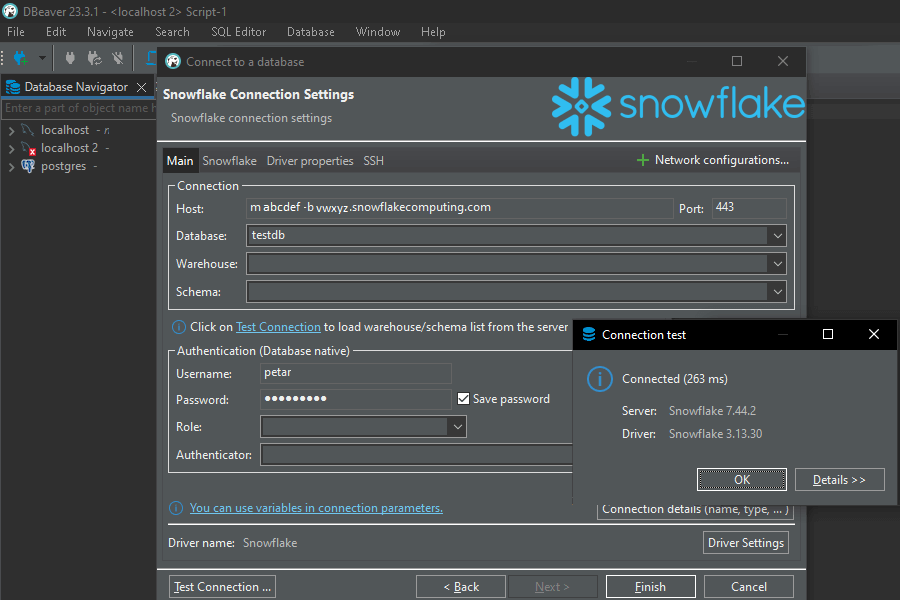 DBeaver 23.3.1 - <localhost 2> Script-1
File Edit Navigate Search SQL Editor Database Window Help
Connect to a database
Database Navigator
Enter a part of object name h
localhost - r
localhost 2 -
postgres -
Snowflake Connection Settings
Snowflake connection settings
snowflake
Main Snowflake Driver properties SSH
Network configurations...
Connection
Host: mabcdef -bvwxyz.snowflakecomputing.com Port: 443
Database: testdb
Warehouse:
Schema:
Click on Test Connection to load warehouse/schema list from the server
Authentication (Database native)
Username: petar
Password: •••••••••
Save password
Role:
Authenticator:
Connection test
Connected (263 ms)
Server: Snowflake 7.44.2
Driver: Snowflake 3.13.30
OK Details >>
You can use variables in connection parameters.
Connection details (name, type, ... )
Driver name: Snowflake
Driver Settings
Test Connection ... < Back Next > Finish Cancel